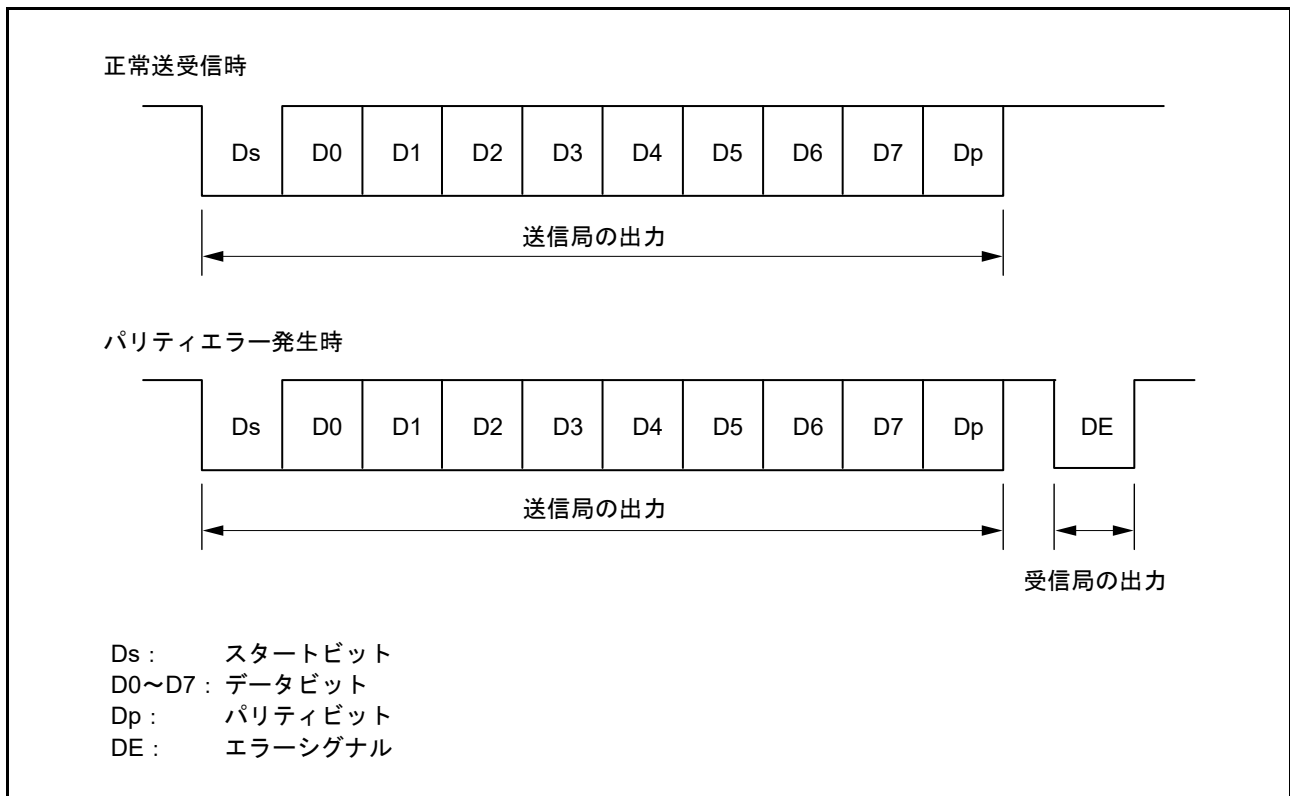 正常送受信時
Ds D0 D1 D2 D3 D4 D5 D6 D7 Dp
送信局の出力
パリティエラー発生時
Ds D0 D1 D2 D3 D4 D5 D6 D7 Dp DE
送信局の出力
受信局の出力
Ds : スタートビット
D0～D7 : データビット
Dp : パリティビット
DE : エラーシグナル